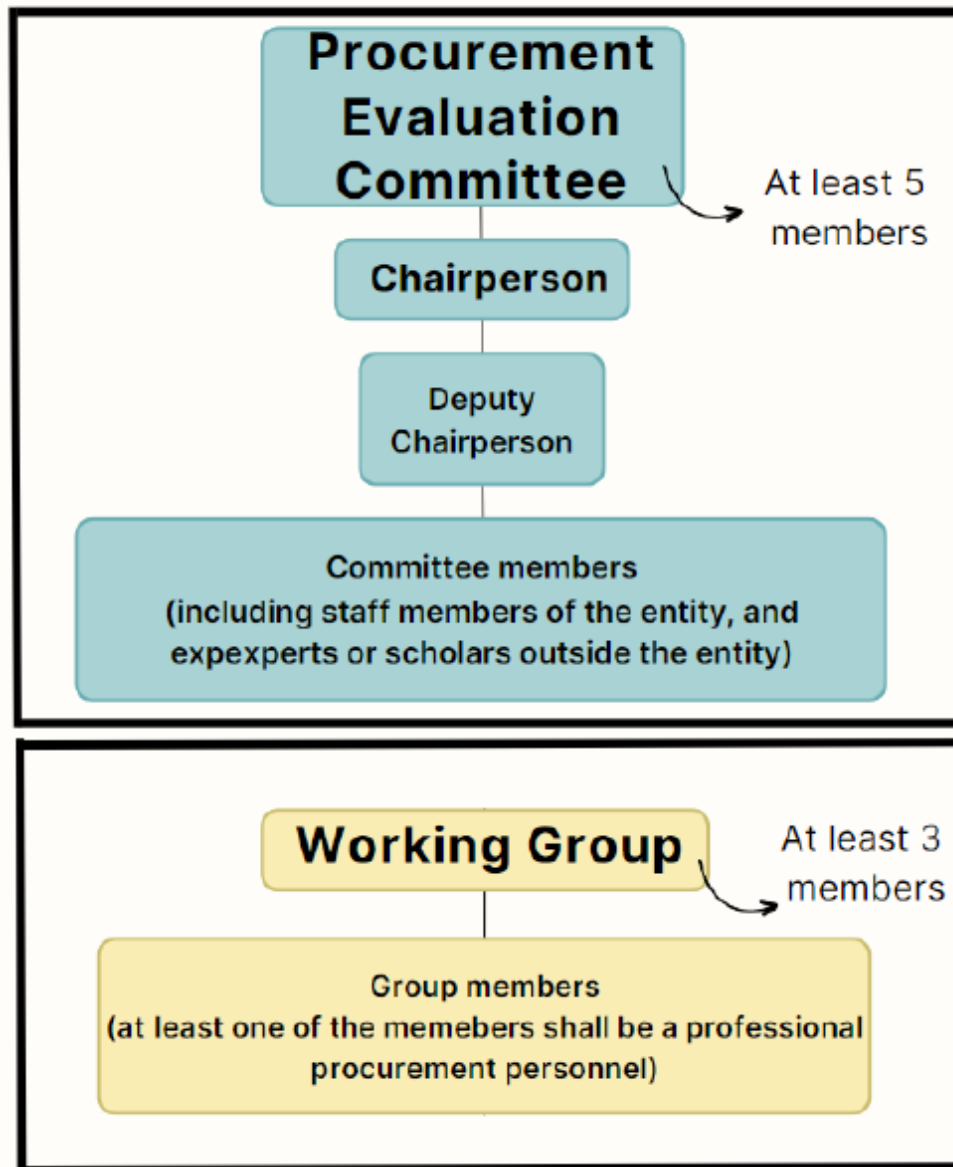 Procurement
Evaluation
Committee
At least 5
members
Chairperson
Deputy
Chairperson
Committee members
(including staff members of the entity, and
expexperts or scholars outside the entity)
Working Group
At least 3
members
Group members
(at least one of the memebers shall be a professional
procurement personnel)